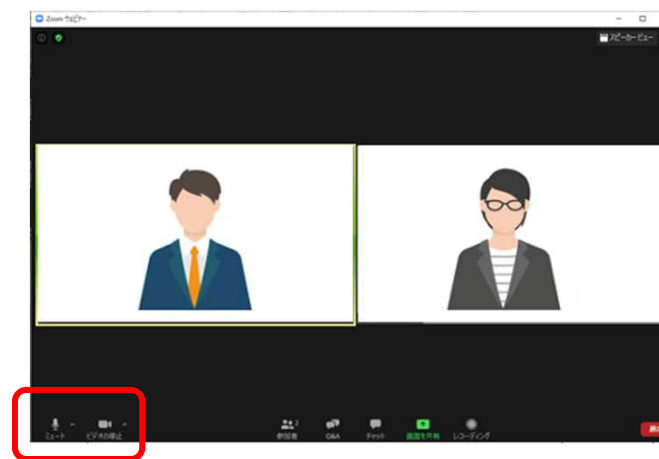 Zoom ウェビナー
スピーカー ビュー
ミュート
ビデオの停止
2
参加者
Q&A
チャット
画面を共有
レコーディング